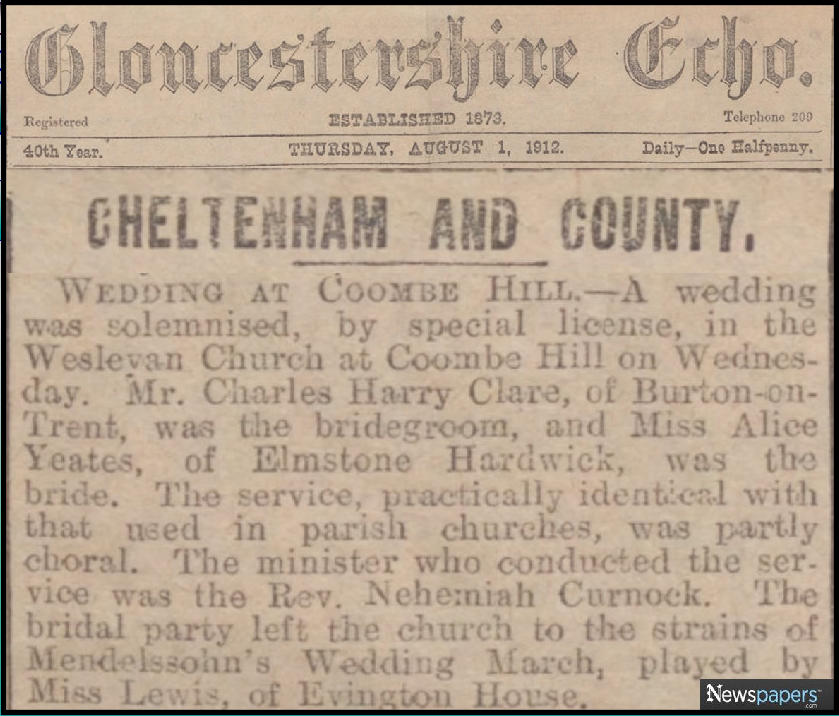 Gloucestershire Echo.
Registered ESTABLISHED 1873. Telephone 209
40th Year. THURSDAY, AUGUST 1, 1912. Daily—One Halfpenny.
CHELTENHAM AND COUNTY.
WEDDING AT COOMBE HILL.—A wedding
was solemnised, by special license, in the
Wesleyan Church at Coombe Hill on Wednes-
day. Mr. Charles Harry Clare, of Burton-on-
Trent, was the bridegroom, and Miss Alice
Yeates, of Elmstone Hardwick, was the
bride. The service, practically identical with
that used in parish churches, was partly
choral. The minister who conducted the ser-
vice was the Rev. Nehemiah Curnock. The
bridal party left the church to the strains of
Mendelssohn's Wedding March, played by
Miss Lewis, of Evington House.
Newspapers™
.com